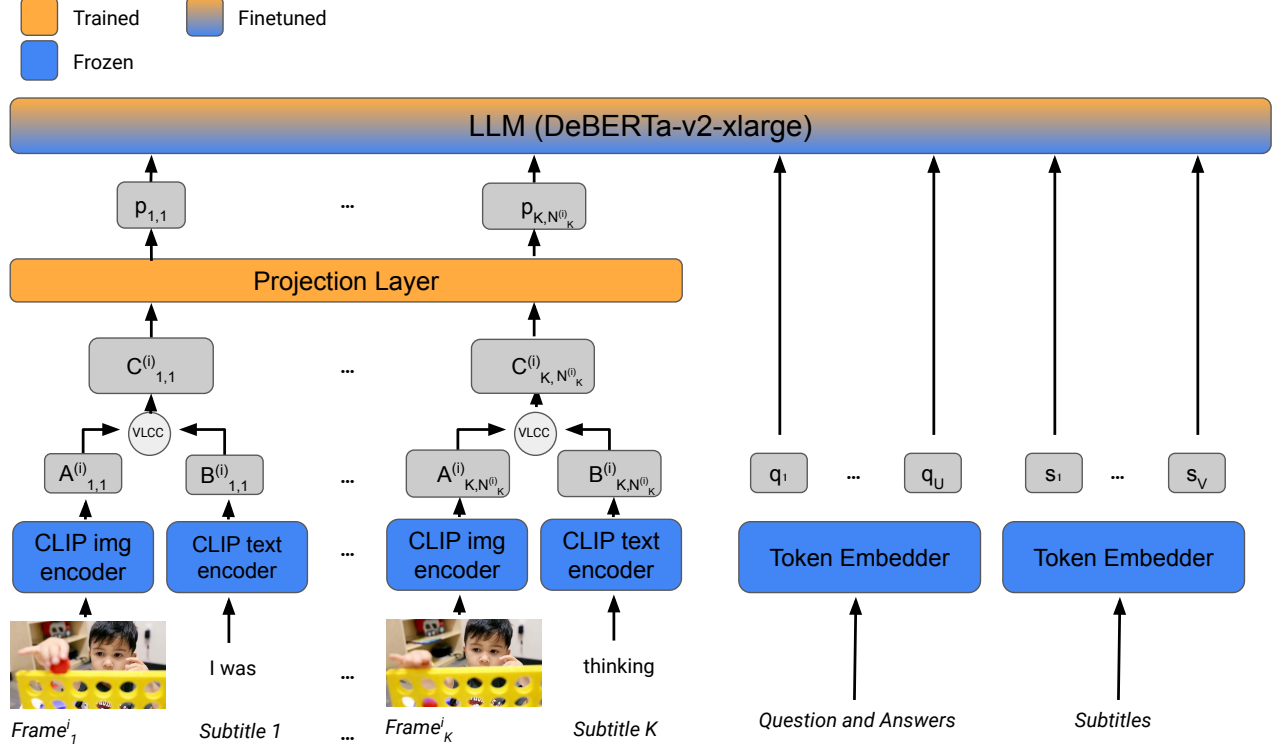 Trained
Finetuned
Frozen
LLM (DeBERTa-v2-xlarge)
p1,1
...
pK,N(i)K
Projection Layer
C(i)1,1
...
C(i)K,N(i)K
VLCC
VLCC
A(i)1,1
B(i)1,1
...
A(i)K,N(i)K
B(i)K,N(i)K
q1
...
qU
s1
...
sV
CLIP img
encoder
CLIP text
encoder
...
CLIP img
encoder
CLIP text
encoder
Token Embedder
Token Embedder
I was
...
thinking
Framei1
Subtitle 1
...
FrameiK
Subtitle K
Question and Answers
Subtitles